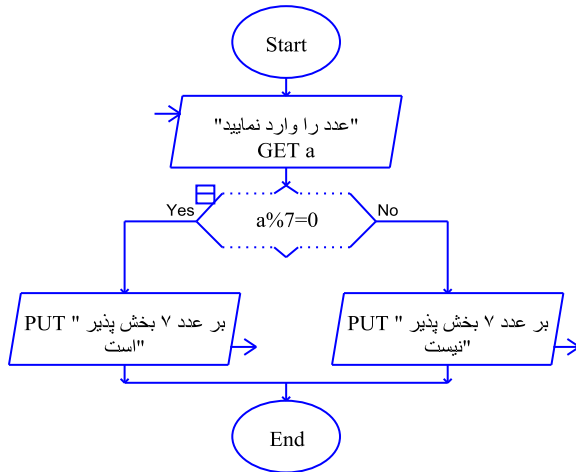 Start
"عدد را وارد نمایید"
GET a
Yes
a%7=0
No
PUT " بر عدد ۷ بخش پذیر
است"
PUT " بر عدد ۷ بخش پذیر
نیست"
End